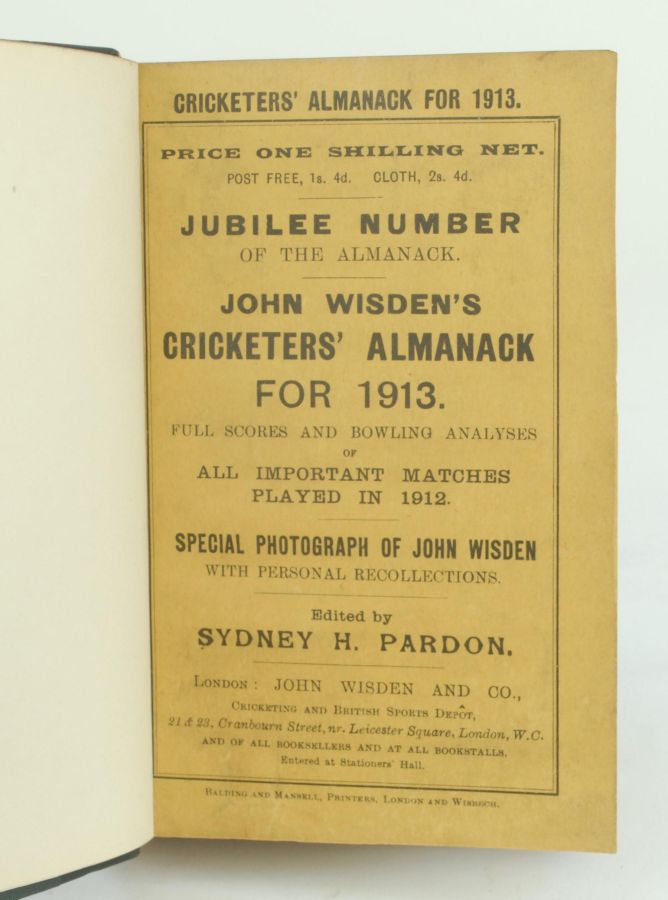 CRICKETERS' ALMANACK FOR 1913.
PRICE ONE SHILLING NET.
POST FREE, 1s. 4d. CLOTH, 2s. 4d.
JUBILEE NUMBER
OF THE ALMANACK.
JOHN WISDEN'S
CRICKETERS' ALMANACK
FOR 1913.
FULL SCORES AND BOWLING ANALYSES
OF
ALL IMPORTANT MATCHES
PLAYED IN 1912.
SPECIAL PHOTOGRAPH OF JOHN WISDEN
WITH PERSONAL RECOLLECTIONS.
Edited by
SYDNEY H. PARDON.
LONDON: JOHN WISDEN AND CO.,
CRICKETING AND BRITISH SPORTS DEPÔT,
21 & 23, Cranbourn Street, nr. Leicester Square, London, W.C.
AND OF ALL BOOKSELLERS AND AT ALL BOOKSTALLS.
Entered at Stationers' Hall.
BALDING AND MANSELL, PRINTERS, LONDON AND WISBECH.